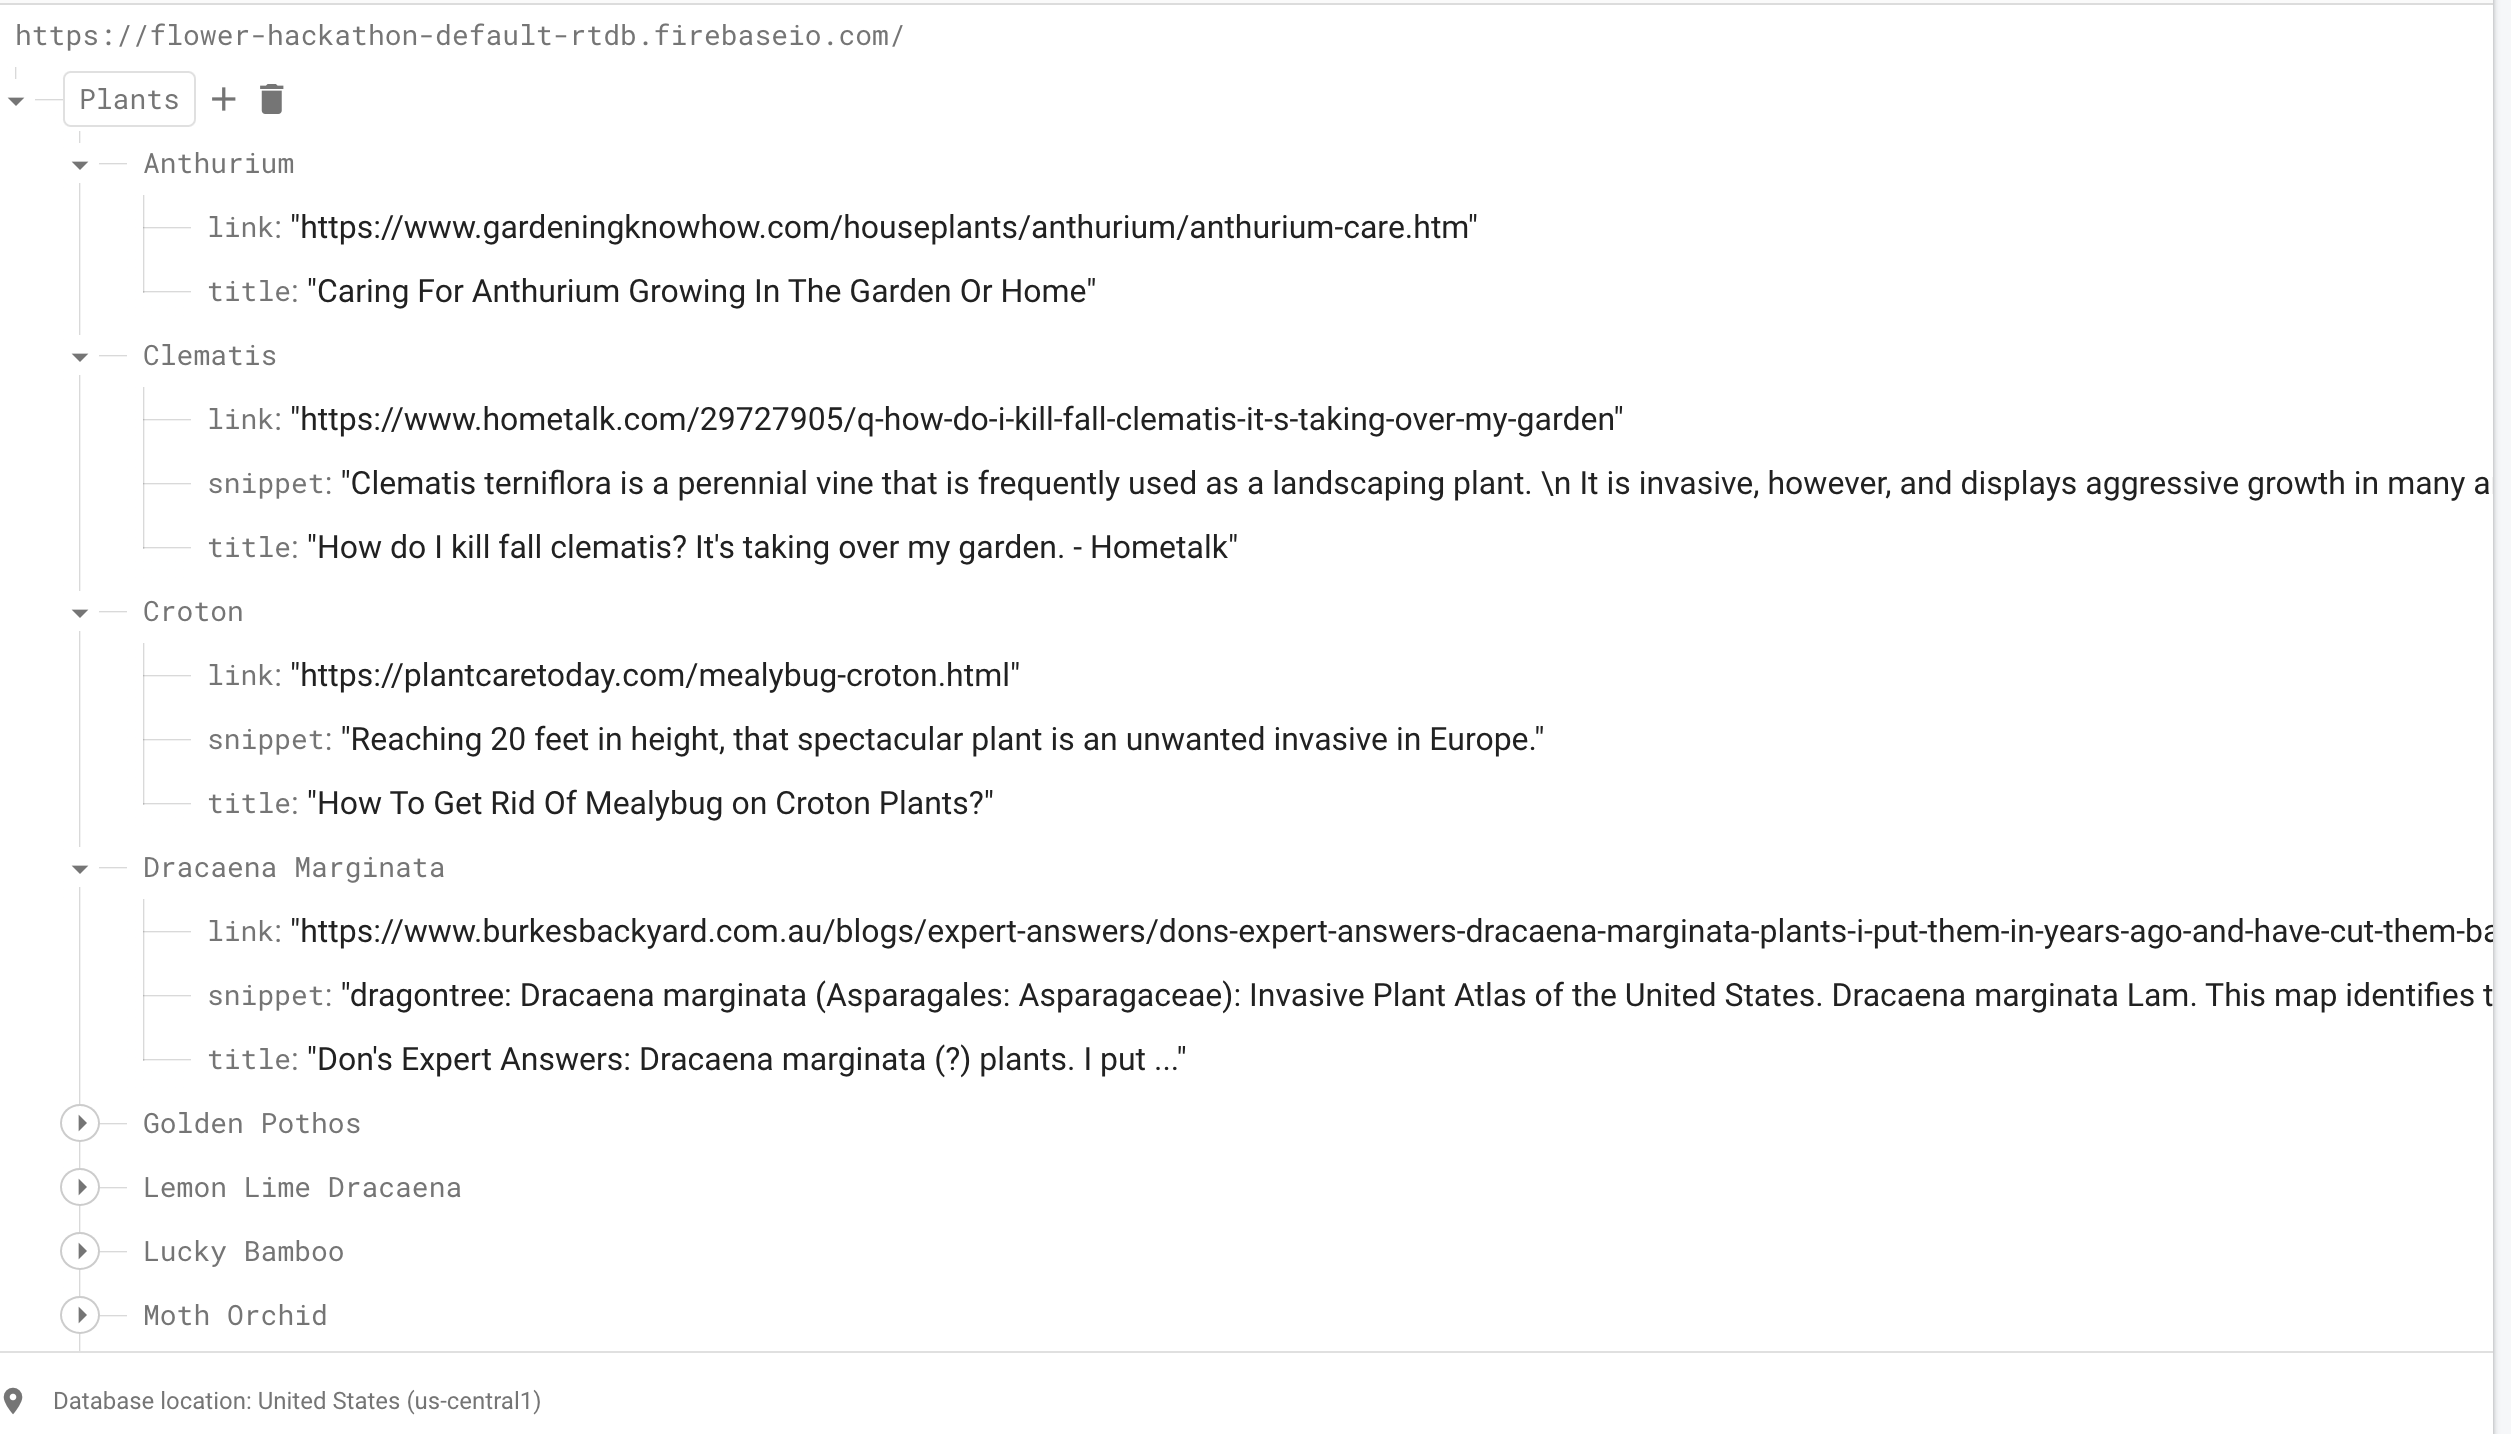 https://flower-hackathon-default-rtdb.firebaseio.com/
Plants
Anthurium
link: "https://www.gardeningknowhow.com/houseplants/anthurium/anthurium-care.htm"
title: "Caring For Anthurium Growing In The Garden Or Home"
Clematis
link: "https://www.hometalk.com/29727905/q-how-do-i-kill-fall-clematis-it-s-taking-over-my-garden"
snippet: "Clematis terniflora is a perennial vine that is frequently used as a landscaping plant. \n It is invasive, however, and displays aggressive growth in many a
title: "How do I kill fall clematis? It's taking over my garden. - Hometalk"
Croton
link: "https://plantcaretoday.com/mealybug-croton.html"
snippet: "Reaching 20 feet in height, that spectacular plant is an unwanted invasive in Europe."
title: "How To Get Rid Of Mealybug on Croton Plants?"
Dracaena Marginata
link: "https://www.burkesbackyard.com.au/blogs/expert-answers/dons-expert-answers-dracaena-marginata-plants-i-put-them-in-years-ago-and-have-cut-them-ba
snippet: "dragontree: Dracaena marginata (Asparagales: Asparagaceae): Invasive Plant Atlas of the United States. Dracaena marginata Lam. This map identifies t
title: "Don's Expert Answers: Dracaena marginata (?) plants. I put ..."
Golden Pothos
Lemon Lime Dracaena
Lucky Bamboo
Moth Orchid
Database location: United States (us-central1)